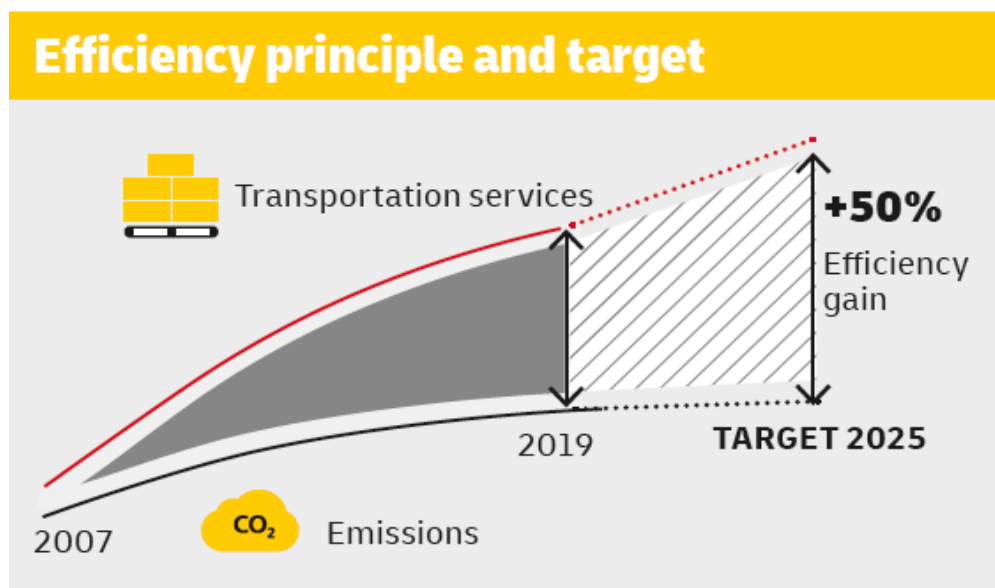 Efficiency principle and target
Transportation services
+50%
Efficiency
gain
2019
TARGET 2025
2007
CO₂
Emissions